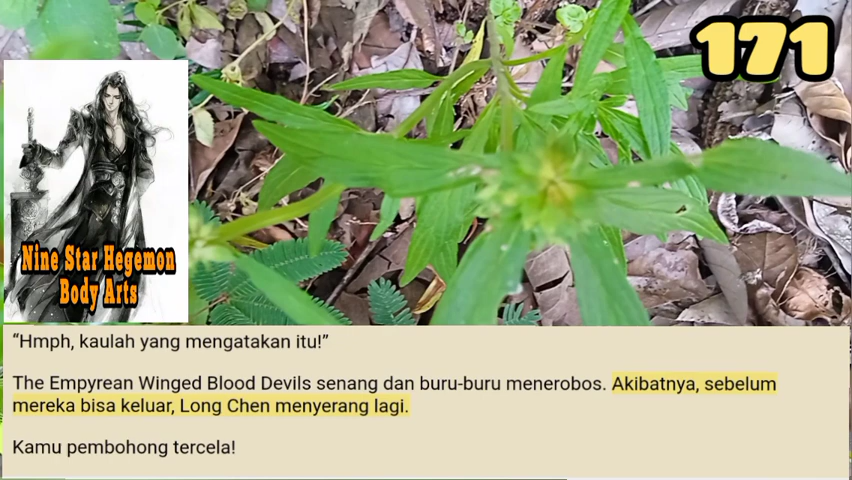 171
Nine Star Hegemon
Body Arts
“Hmph, kaulah yang mengatakan itu!”
The Empyrean Winged Blood Devils senang dan buru-buru menerobos. Akibatnya, sebelum
mereka bisa keluar, Long Chen menyerang lagi.
Kamu pembohong tercela!